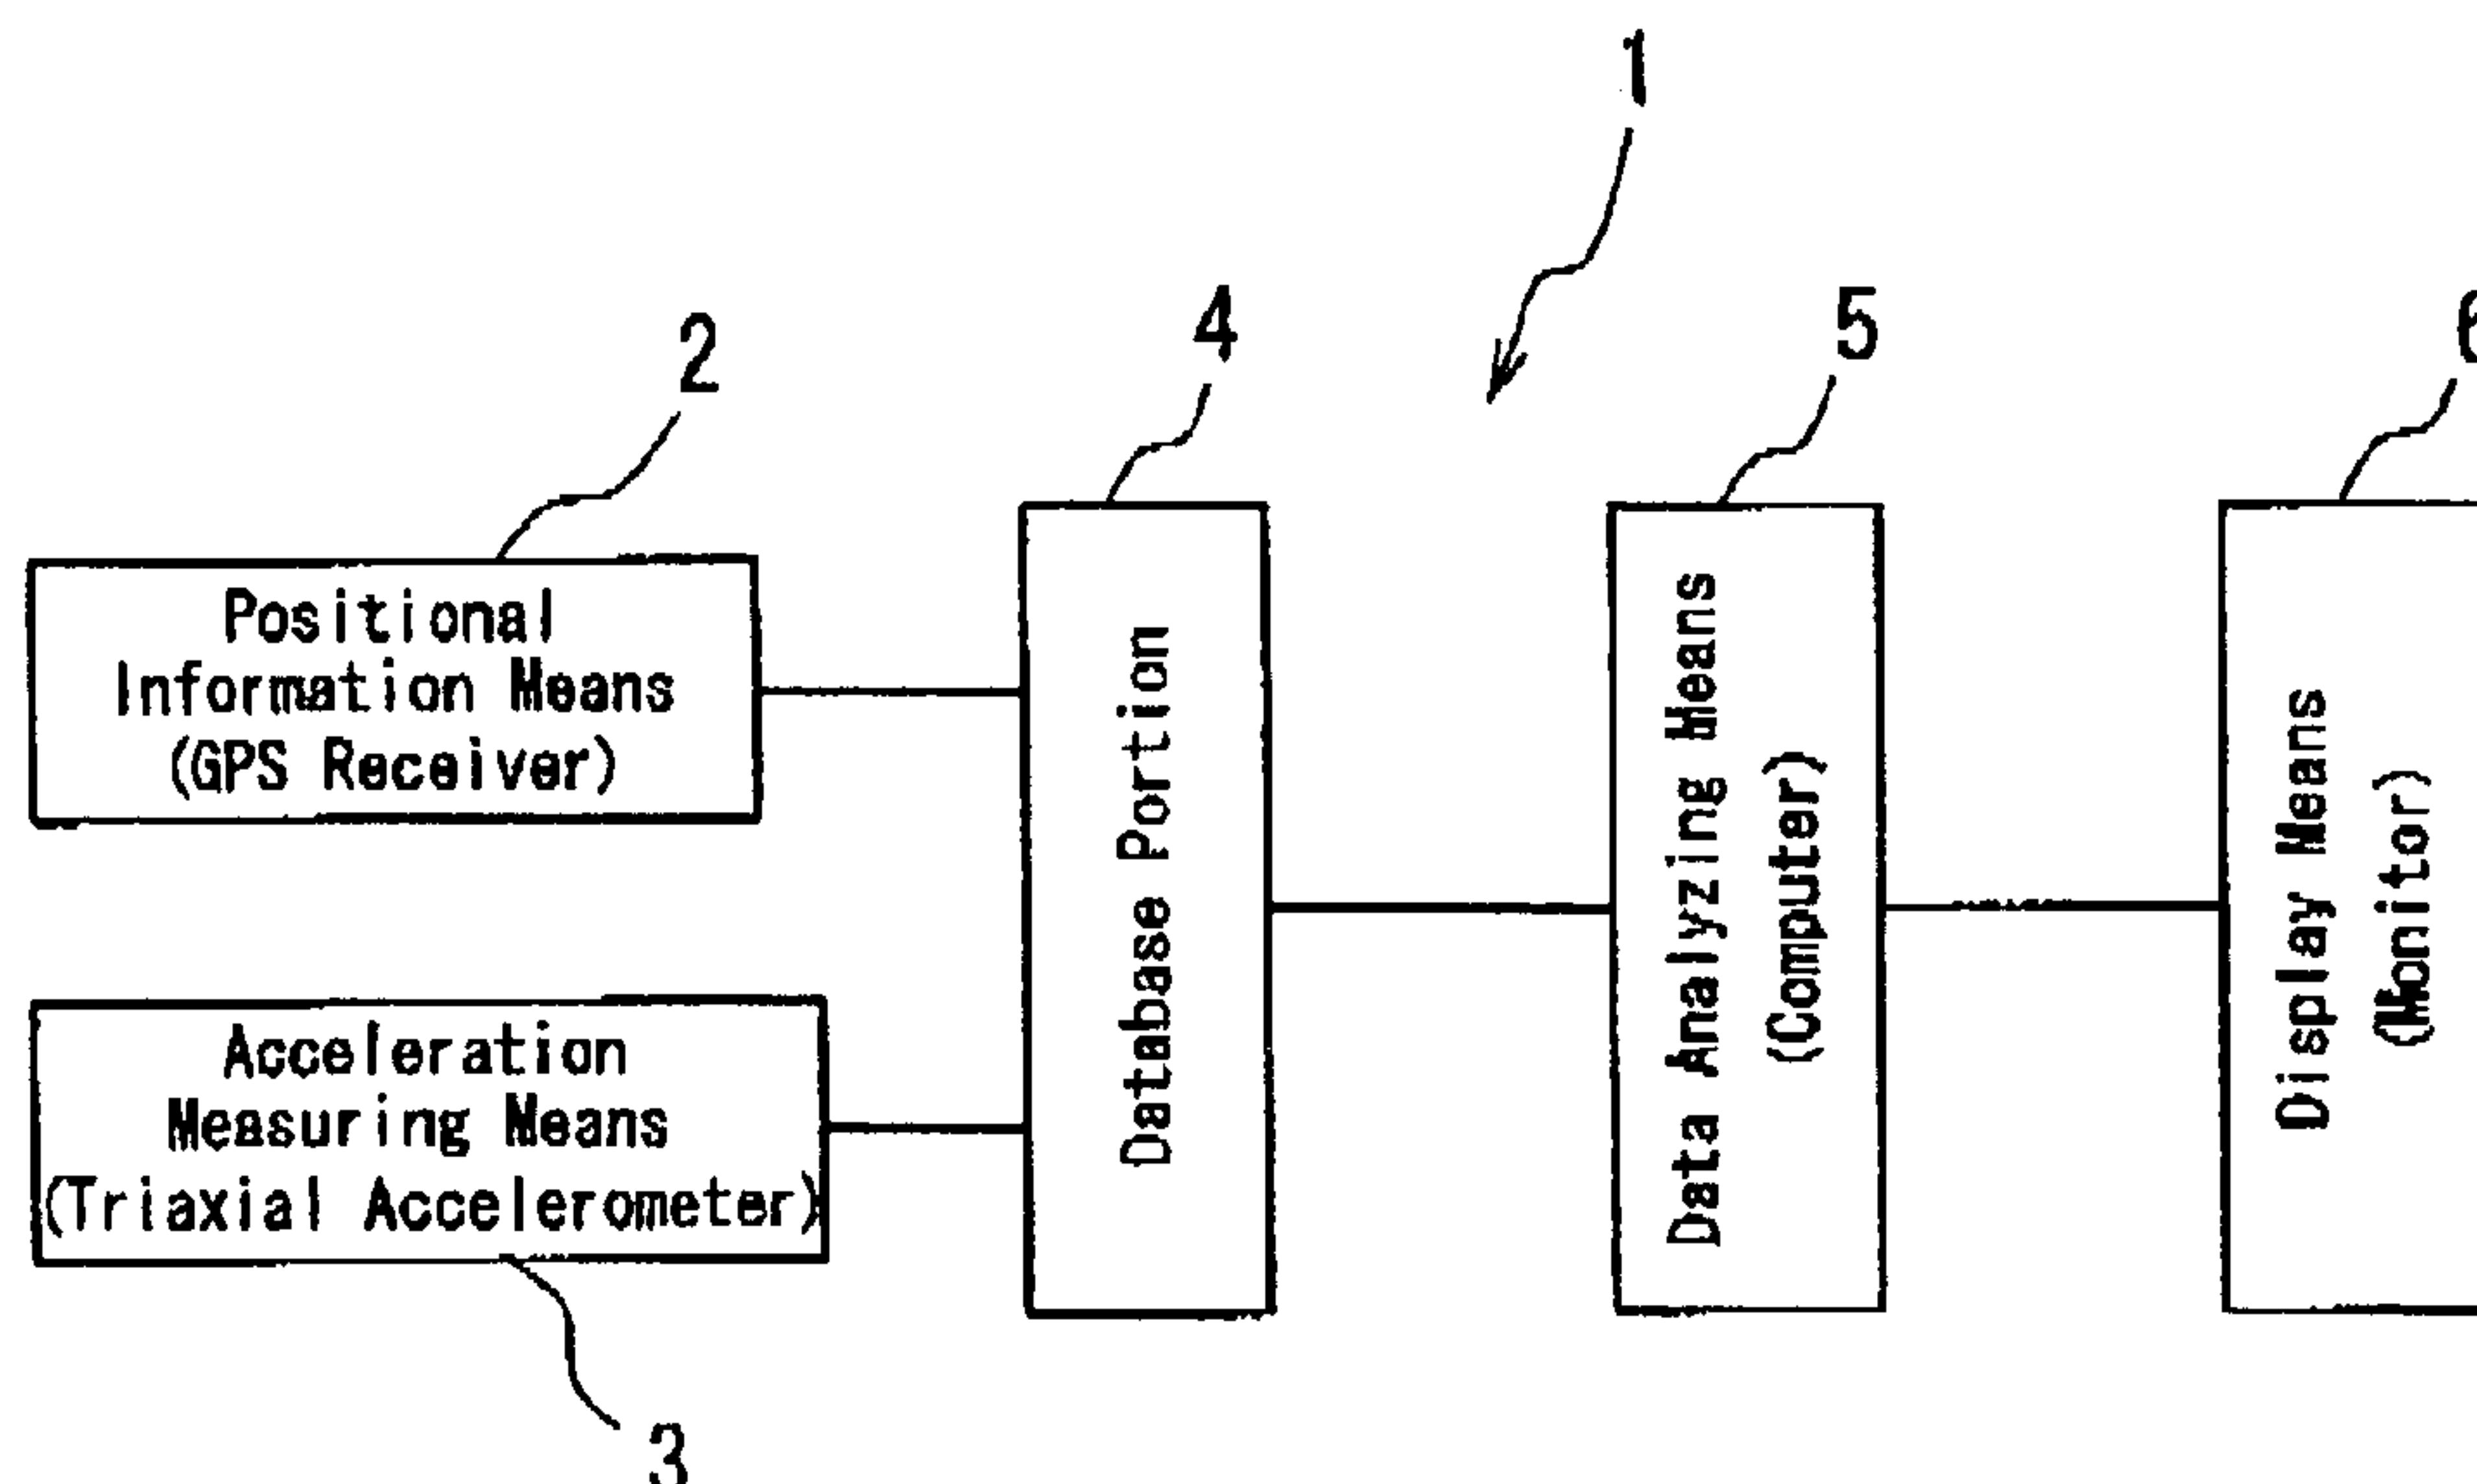 1
2
4
5
6
Positional
Information Means
(GPS Receiver)
Acceleration
Measuring Means
(Triaxial Accelerometer)
3
Database Portion
Data Analyzing Means
(Computer)
Display Means
(Monitor)